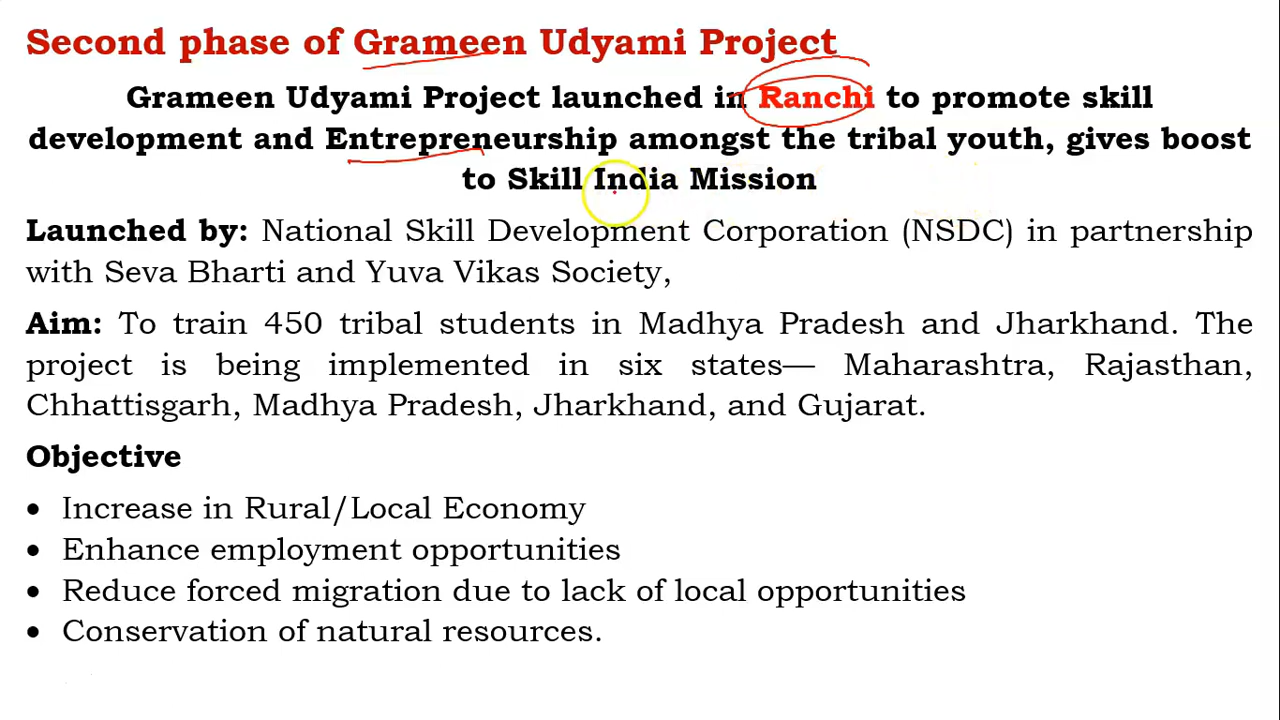 Second phase of Grameen Udyami Project
Grameen Udyami Project launched in Ranchi to promote skill
development and Entrepreneurship amongst the tribal youth, gives boost
to Skill India Mission
Launched by: National Skill Development Corporation (NSDC) in partnership
with Seva Bharti and Yuva Vikas Society,
Aim: To train 450 tribal students in Madhya Pradesh and Jharkhand. The
project is being implemented in six states— Maharashtra, Rajasthan,
Chhattisgarh, Madhya Pradesh, Jharkhand, and Gujarat.
Objective
• Increase in Rural/Local Economy
• Enhance employment opportunities
• Reduce forced migration due to lack of local opportunities
• Conservation of natural resources.